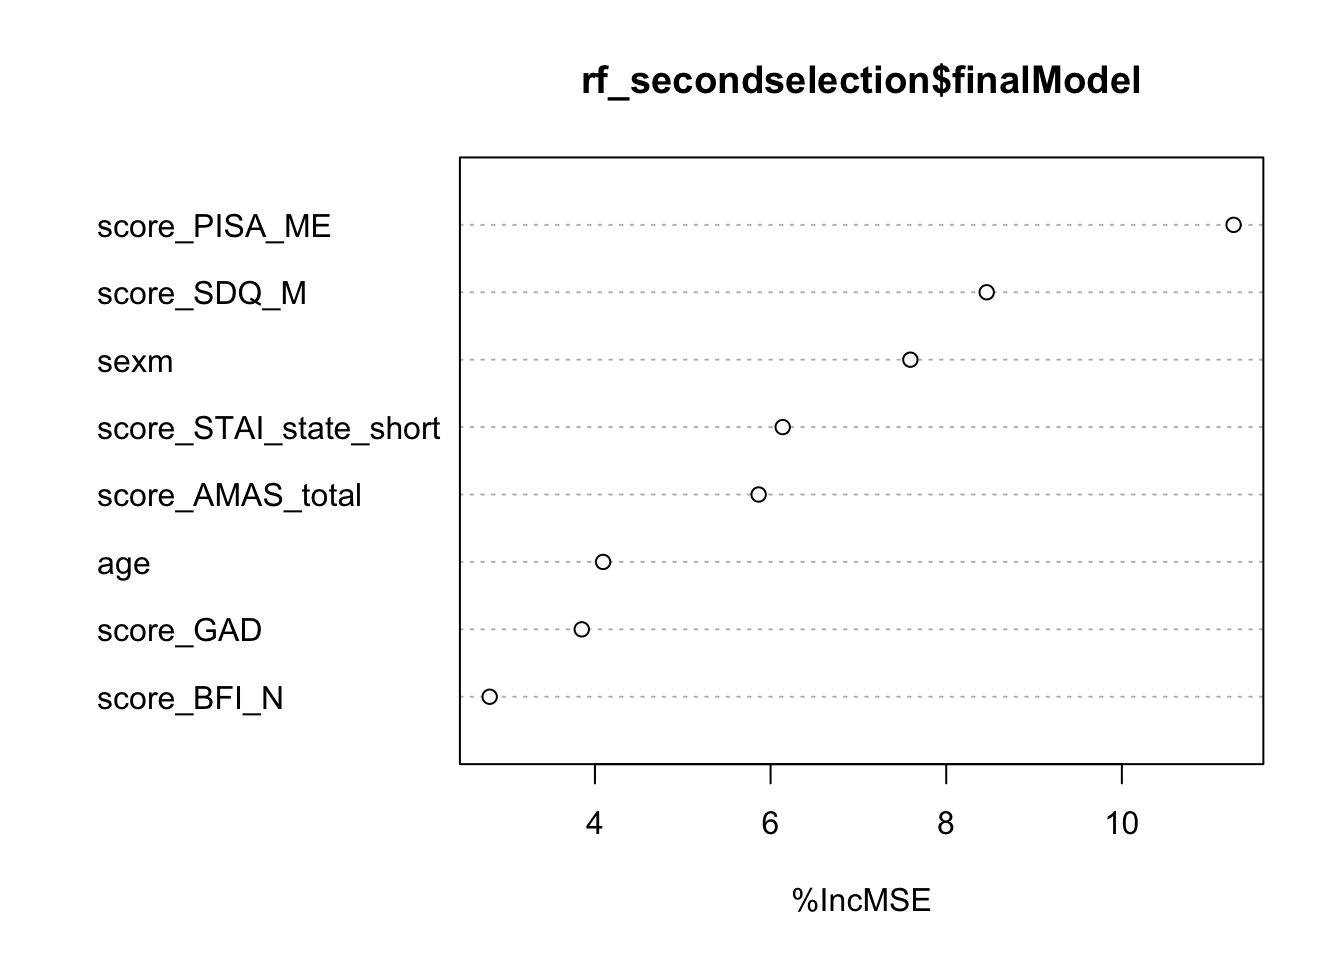 rf_secondselection$finalModel
score_PISA_ME
score_SDQ_M
sexm
score_STAI_state_short
score_AMAS_total
age
score_GAD
score_BFI_N
4 6 8 10
%IncMSE